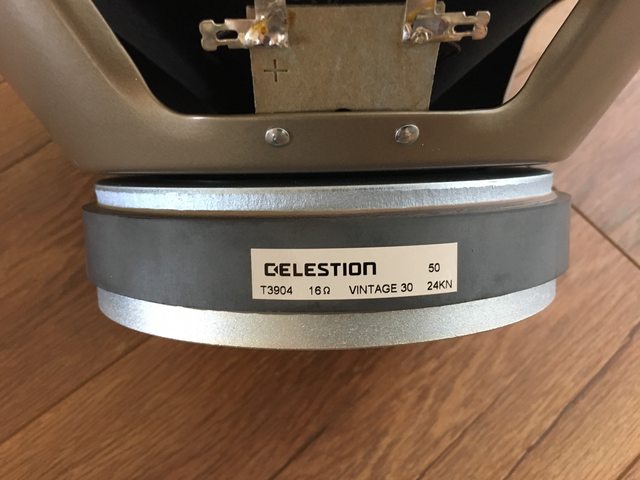 +
CELESTION 50
T3904 16Ω VINTAGE 30 24KN